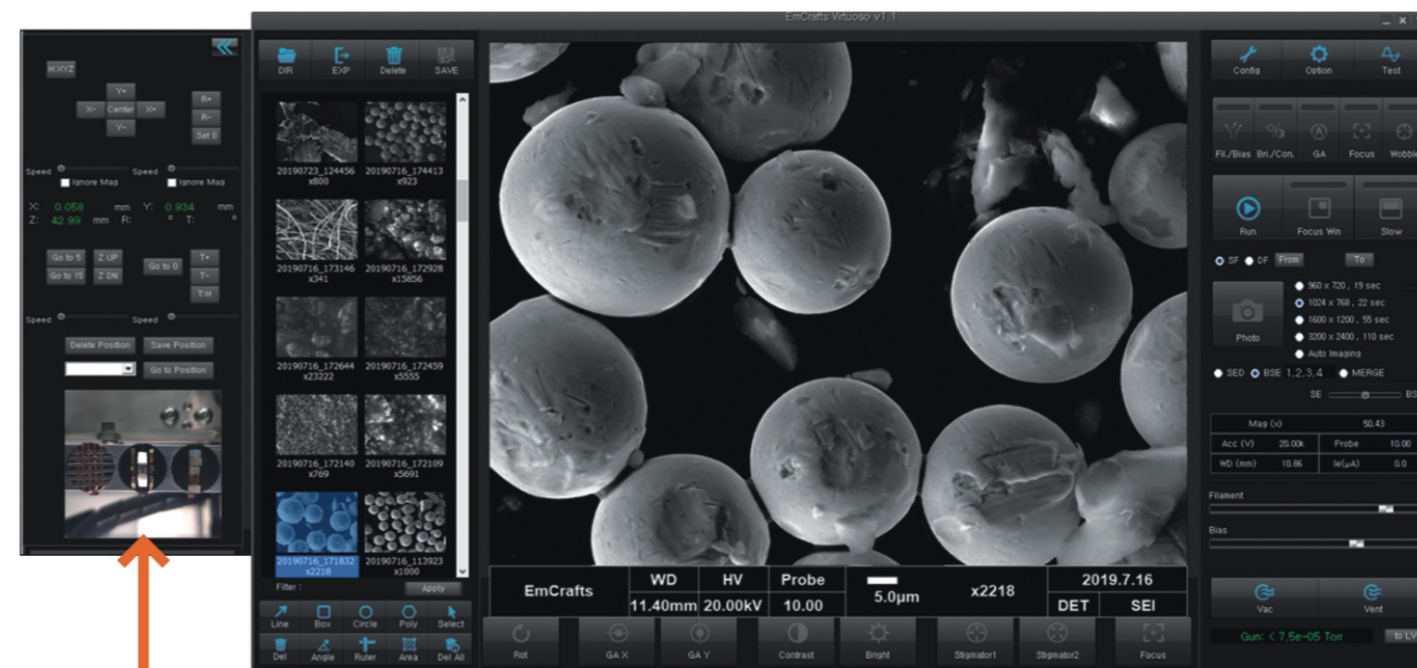 EmCrafts Virtuoso v1.1
H:XYZ
Y+
X- Center X+
Y-
R+
R-
Set 0
Speed Speed
Ignore Mag Ignore Mag
X: 0.058 mm Y: 0.934 mm
Z: 42.99 mm R: ° T: °
Go to 5 Z UP
Go to 15 Z DN
Go to 0
T+
T-
T:H
Speed Speed
Delete Position Save Position
Go to Position
DIR EXP Delete SAVE
20190723_124456 20190716_174413
x800 x923
20190716_173146 20190716_172928
x341 x15856
20190716_172644 20190716_172459
x23222 x5555
20190716_172140 20190716_172109
x769 x5691
20190716_171832 20190716_113923
x2218 x1000
Filter : Apply
Line Box Circle Poly Select
Del Angle Ruler Area Del All
EmCrafts
WD HV Probe
11.40mm 20.00kV 10.00
5.0µm
x2218
2019.7.16
DET SEI
Rot GA X GA Y Contrast Bright Stigmator1 Stigmator2 Focus
Config Option Test
Fil./Bias Bri./Con. GA Focus Wobble
Run Focus Win Slow
SF DF From To
Photo
960 x 720 , 19 sec
1024 x 768 , 22 sec
1600 x 1200 , 55 sec
3200 x 2400 , 110 sec
Auto Imaging
SED BSE 1,2,3,4 MERGE
SE BS
Mag (x) 50.43
Acc (V) 20.00k Probe 10.00
WD (mm) 10.86 Ie(µA) 0.0
Filament
Bias
Vac Vent
Gun: < 7,5e-05 Torr to LV